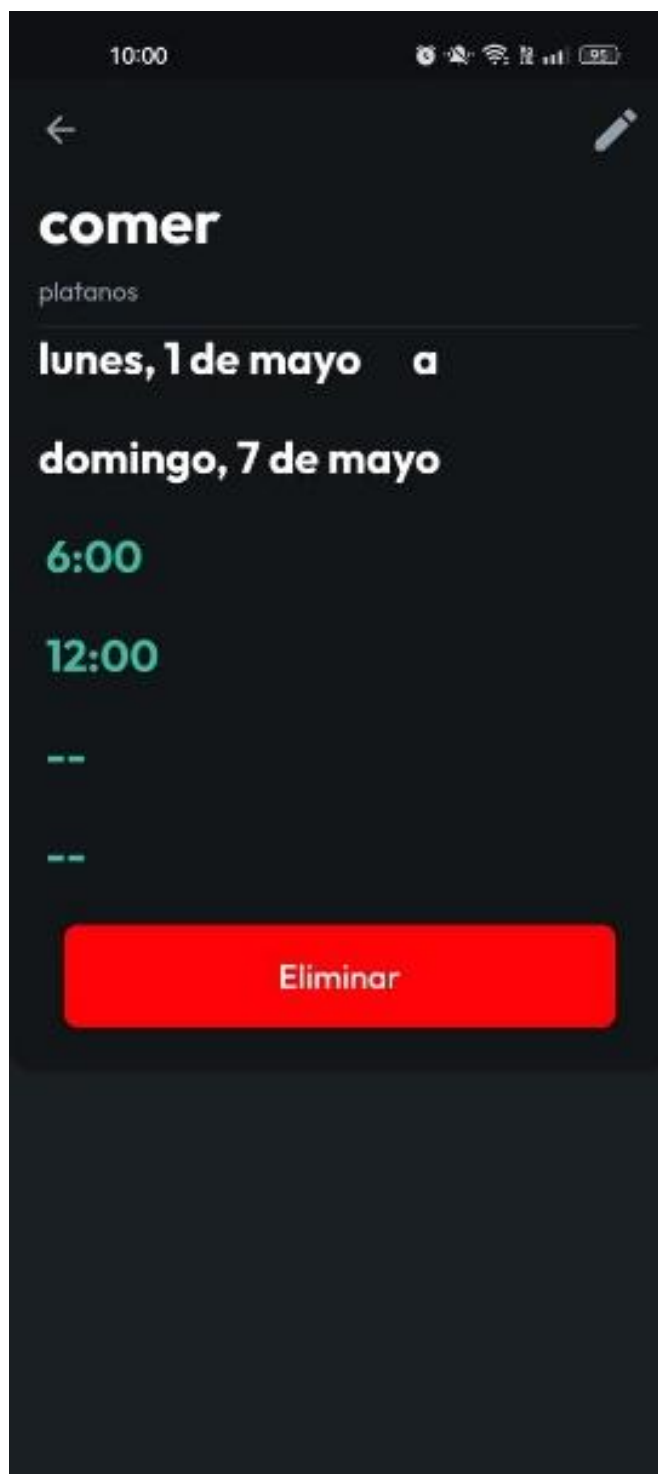 10:00 95
comer
platanos
lunes, 1 de mayo a
domingo, 7 de mayo
6:00
12:00
--
--
Eliminar